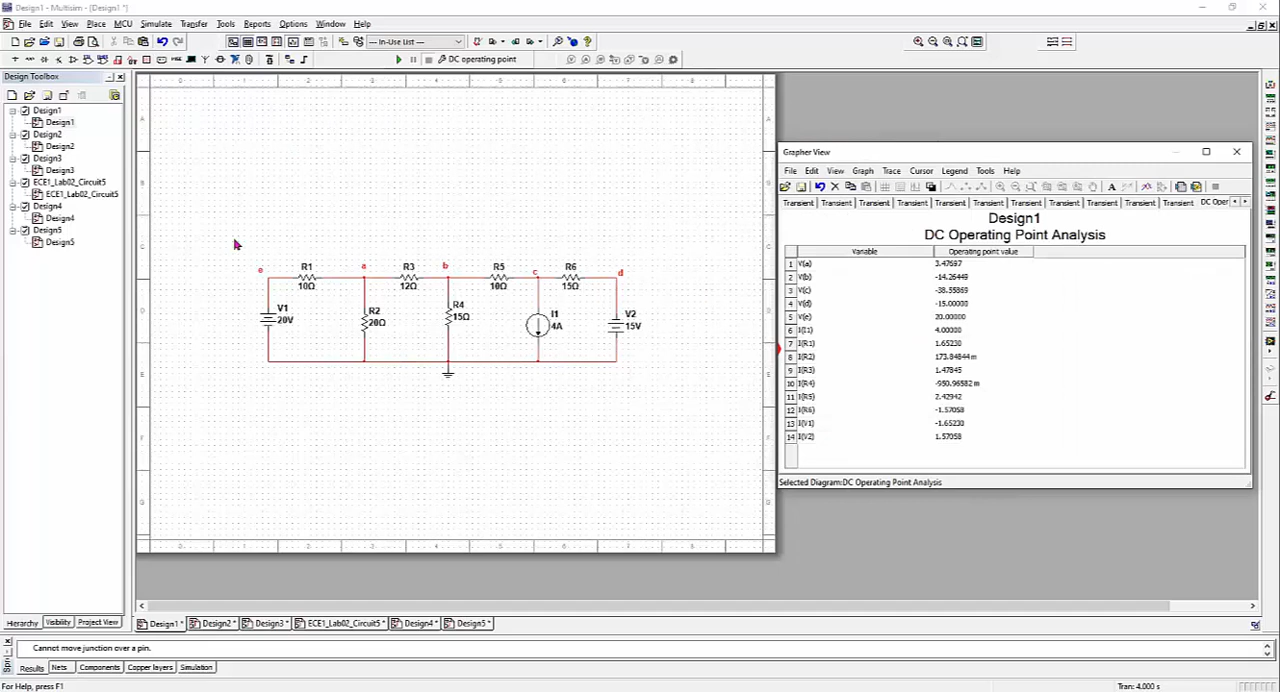 Design1 - Multisim - [Design1 *]
File Edit View Place MCU Simulate Transfer Tools Reports Options Window Help
--- In-Use List ---
DC operating point
Design Toolbox
Design1
Design1
Design2
Design2
Design3
Design3
ECE1_Lab02_Circuit5
ECE1_Lab02_Circuit5
Design4
Design4
Design5
Design5
Hierarchy Visibility Project View
e R1 a R3 b R5 c R6 d
10Ω 12Ω 10Ω 15Ω
V1 20V
R2 20Ω
R4 15Ω
I1 4A
V2 15V
Grapher View
File Edit View Graph Trace Cursor Legend Tools Help
Transient Transient Transient Transient Transient Transient Transient Transient Transient Transient Transient DC Oper
Design1
DC Operating Point Analysis
Variable Operating point value
1 V(a) 3.47697
2 V(b) -14.26449
3 V(c) -38.55869
4 V(d) -15.00000
5 V(e) 20.00000
6 I(I1) 4.00000
7 I(R1) 1.65230
8 I(R2) 173.84844 m
9 I(R3) 1.47845
10 I(R4) -950.96582 m
11 I(R5) 2.42942
12 I(R6) -1.57058
13 I(V1) -1.65230
14 I(V2) 1.57058
Selected Diagram:DC Operating Point Analysis
Design1 * Design2 * Design3 * ECE1_Lab02_Circuit5 * Design4 * Design5 *
Cannot move junction over a pin.
Results Nets Components Copper layers Simulation
For Help, press F1
Tran: 4.000 s